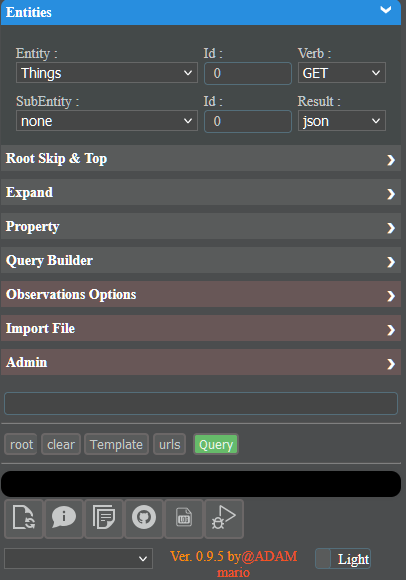 Entities
Entity : Id : Verb :
Things 0 GET
SubEntity : Id : Result :
none 0 json
Root Skip & Top
Expand
Property
Query Builder
Observations Options
Import File
Admin
root clear Template urls Query
LOG
Ver. 0.9.5 by@ADAM
mario
Light